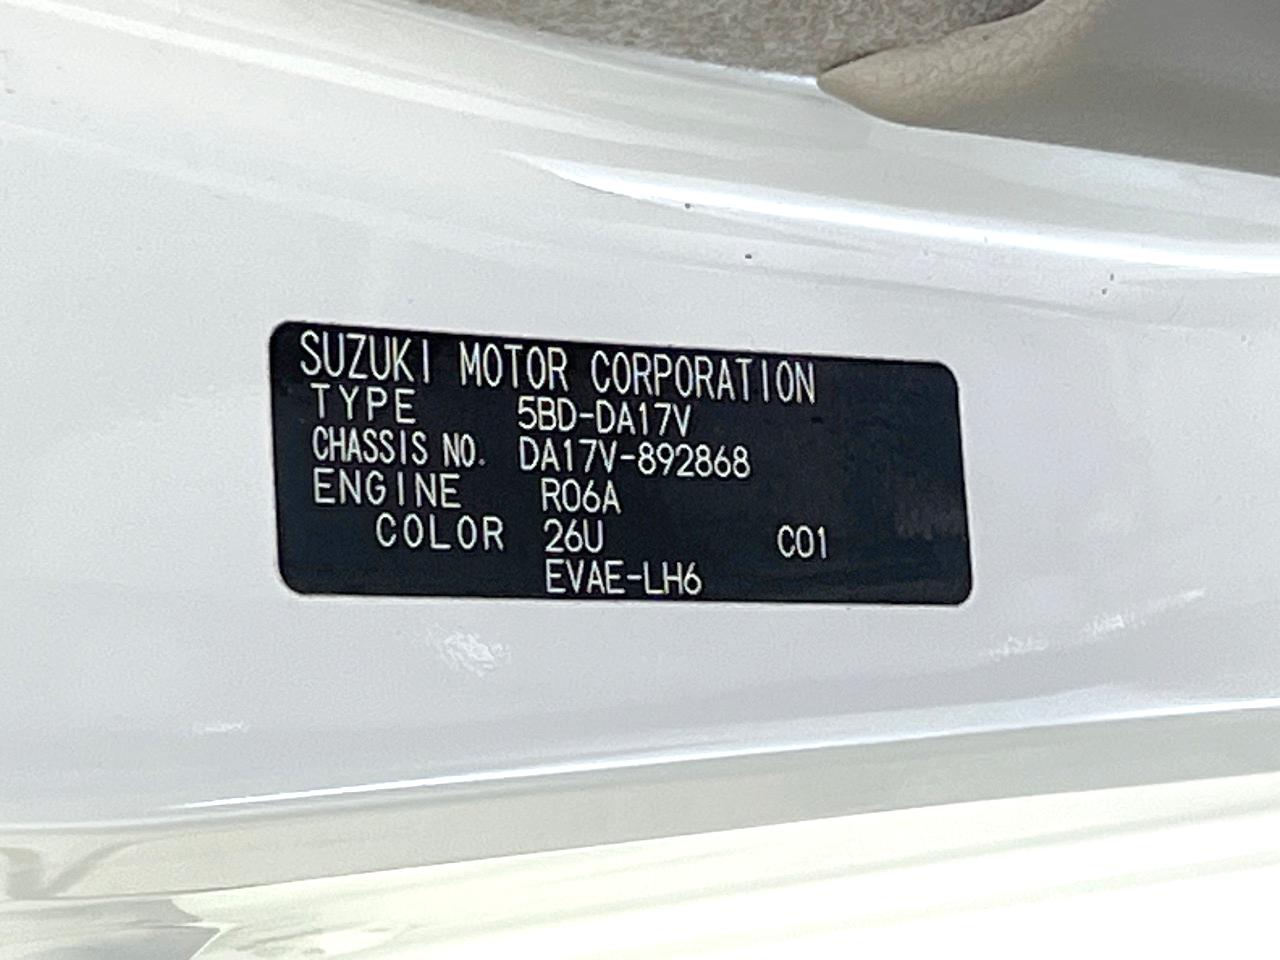 SUZUKI MOTOR CORPORATION
TYPE 5BD-DA17V
CHASSIS NO. DA17V-892868
ENGINE R06A
COLOR 26U C01
EVAE-LH6